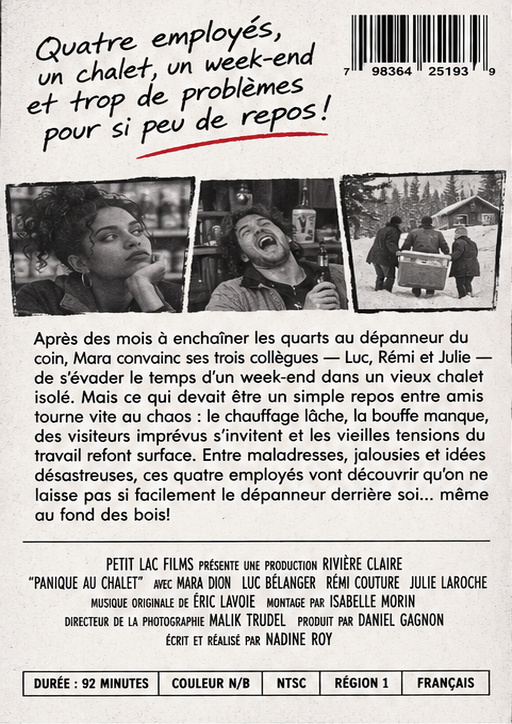 Quatre employés,
un chalet, un week-end
et trop de problèmes
pour si peu de repos!
7 98364 25193 9
Après des mois à enchaîner les quarts au dépanneur du
coin, Mara convainc ses trois collègues — Luc, Rémi et Julie —
de s'évader le temps d'un week-end dans un vieux chalet
isolé. Mais ce qui devait être un simple repos entre amis
tourne vite au chaos : le chauffage lâche, la bouffe manque,
des visiteurs imprévus s'invitent et les vieilles tensions du
travail refont surface. Entre maladresses, jalousies et idées
désastreuses, ces quatre employés vont découvrir qu'on ne
laisse pas si facilement le dépanneur derrière soi... même
au fond des bois!
PETIT LAC FILMS PRÉSENTE UNE PRODUCTION RIVIÈRE CLAIRE
"PANIQUE AU CHALET" AVEC MARA DION LUC BÉLANGER RÉMI COUTURE JULIE LAROCHE
MUSIQUE ORIGINALE DE ÉRIC LAVOIE MONTAGE PAR ISABELLE MORIN
DIRECTEUR DE LA PHOTOGRAPHIE MALIK TRUDEL PRODUIT PAR DANIEL GAGNON
ÉCRIT ET RÉALISÉ PAR NADINE ROY
DURÉE : 92 MINUTES COULEUR N/B NTSC RÉGION 1 FRANÇAIS